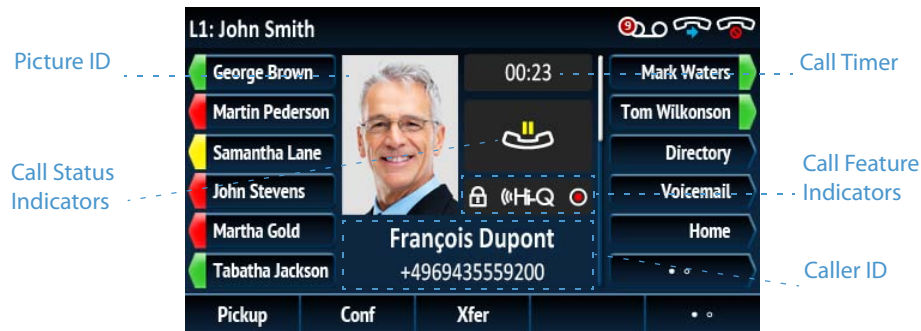 L1: John Smith
9
Picture ID
George Brown
00:23
Mark Waters
Call Timer
Martin Pederson
Tom Wilkonson
Samantha Lane
Directory
Call Status
Indicators
John Stevens
Hi-Q
Voicemail
Call Feature
Indicators
Martha Gold
François Dupont
Home
Tabatha Jackson
+4969435559200
Caller ID
Pickup
Conf
Xfer